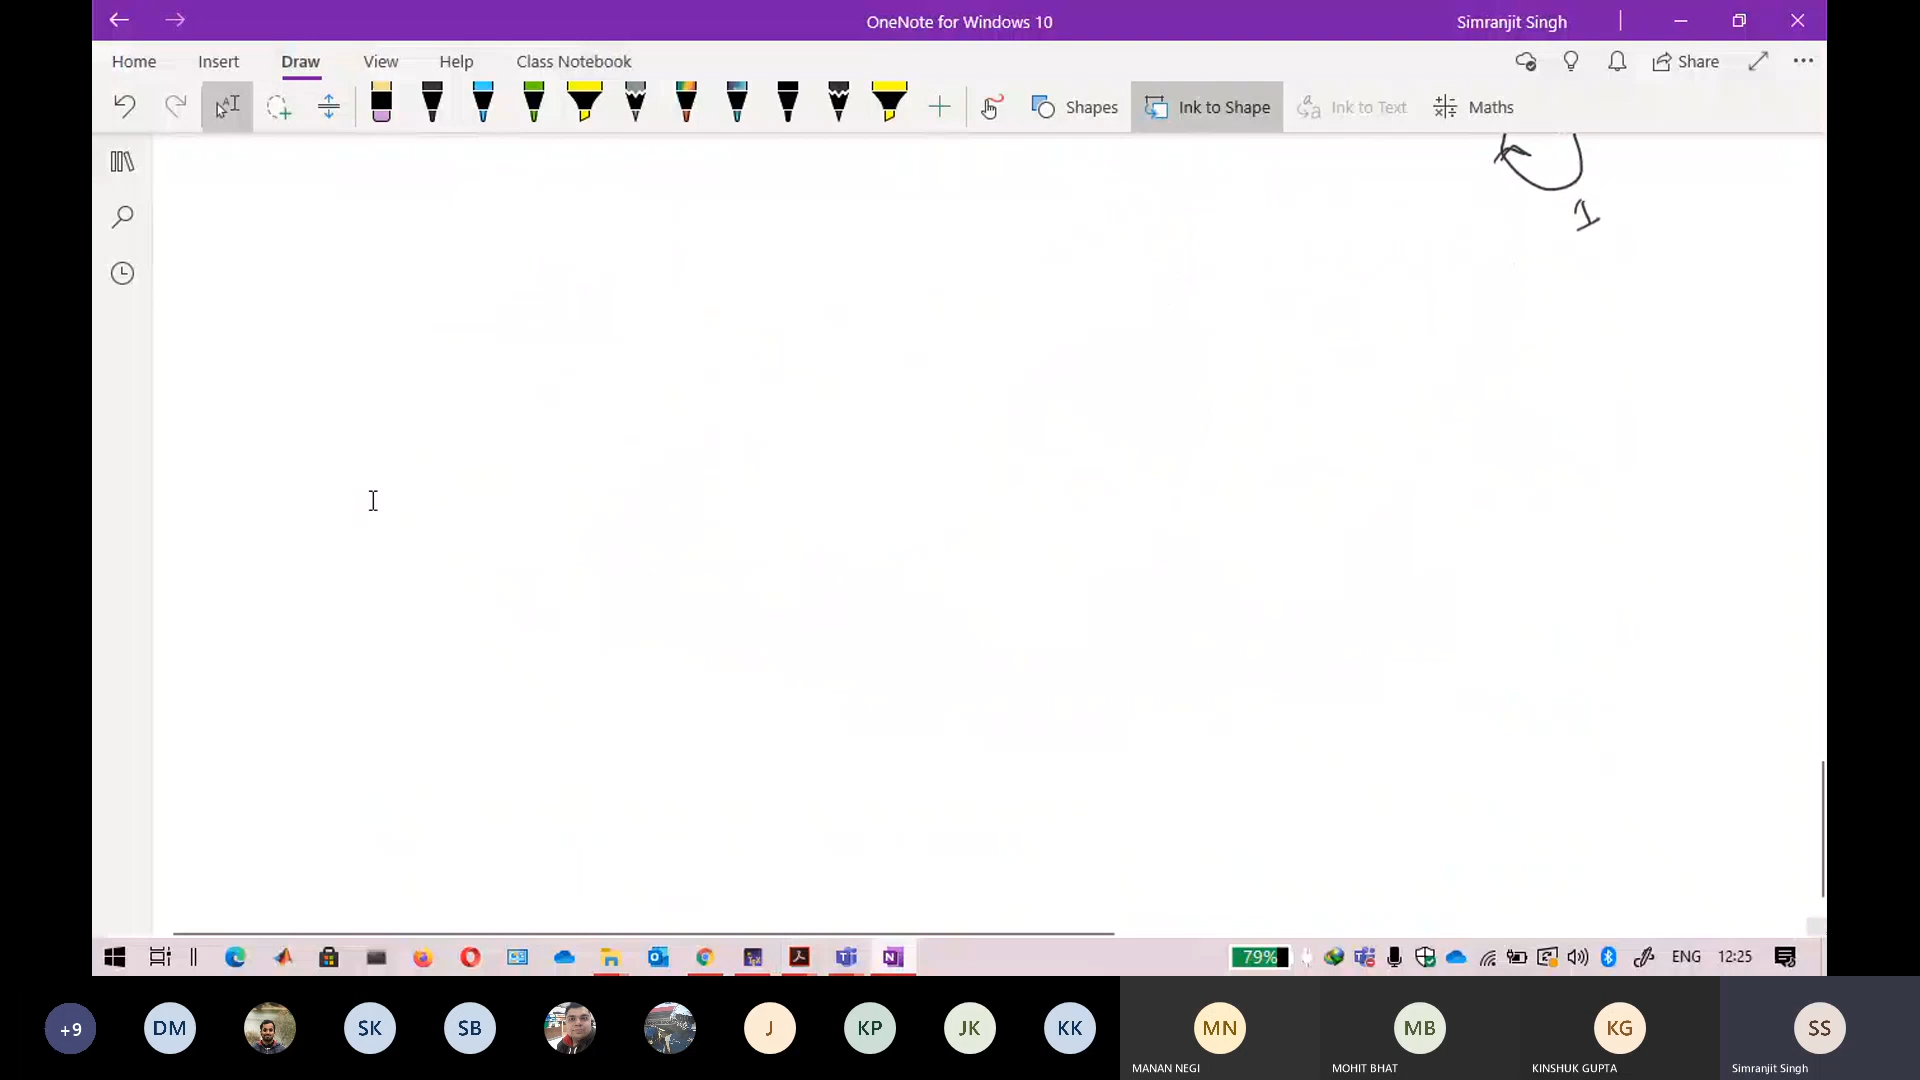 OneNote for Windows 10
Simranjit Singh
Home
Insert
Draw
View
Help
Class Notebook
Share
Shapes
Ink to Shape
Ink to Text
Maths
1
79%
ENG
12:25
+9
DM
SK
SB
J
KP
JK
KK
MN
MANAN NEGI
MB
MOHIT BHAT
KG
KINSHUK GUPTA
SS
Simranjit Singh